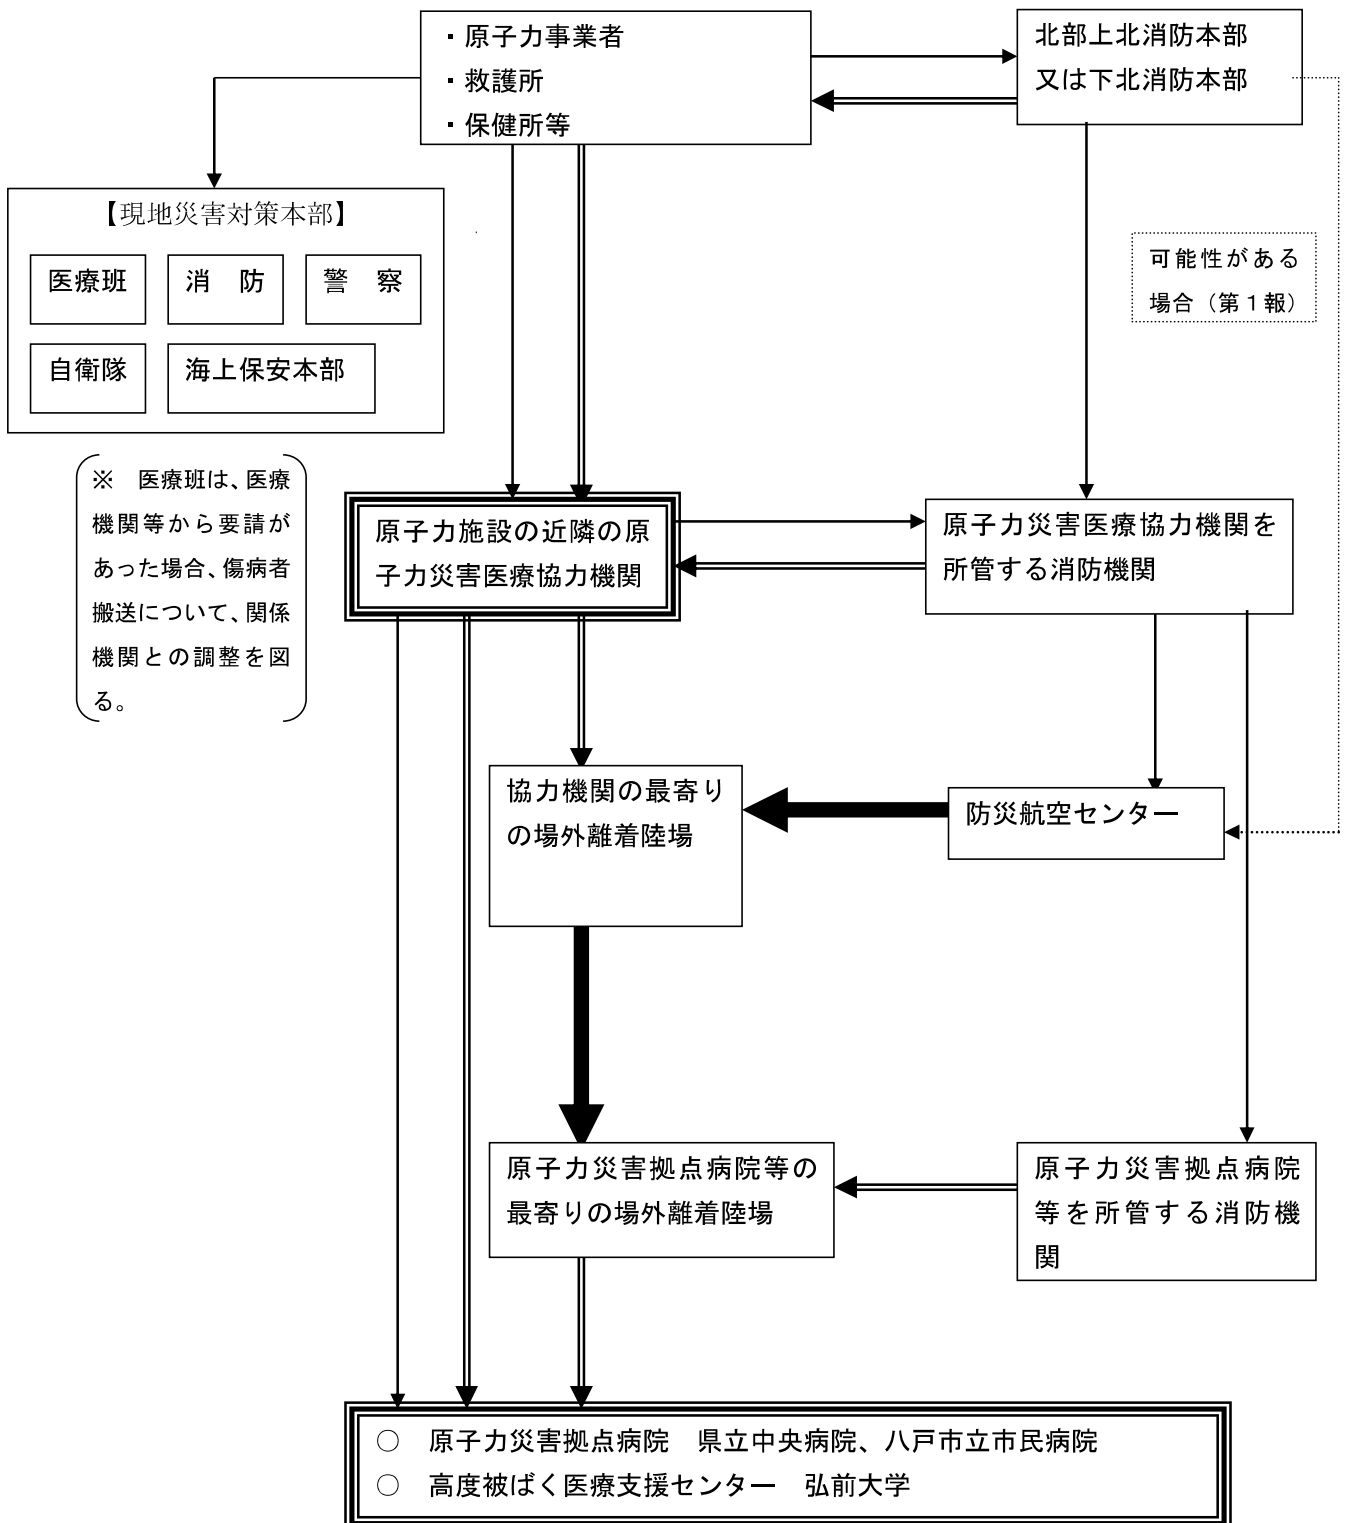 ・原子力事業者
・救護所
・保健所等
北部上北消防本部
又は下北消防本部
【現地災害対策本部】
医療班
消　防
警　察
自衛隊
海上保安本部
可能性がある
場合（第１報）
※　医療班は、医療
機関等から要請が
あった場合、傷病者
搬送について、関係
機関との調整を図
る。
原子力施設の近隣の原
子力災害医療協力機関
原子力災害医療協力機関を
所管する消防機関
協力機関の最寄り
の場外離着陸場
防災航空センター
原子力災害拠点病院等の
最寄りの場外離着陸場
原子力災害拠点病院
等を所管する消防機
関
○　原子力災害拠点病院　県立中央病院、八戸市立市民病院
○　高度被ばく医療支援センター　弘前大学